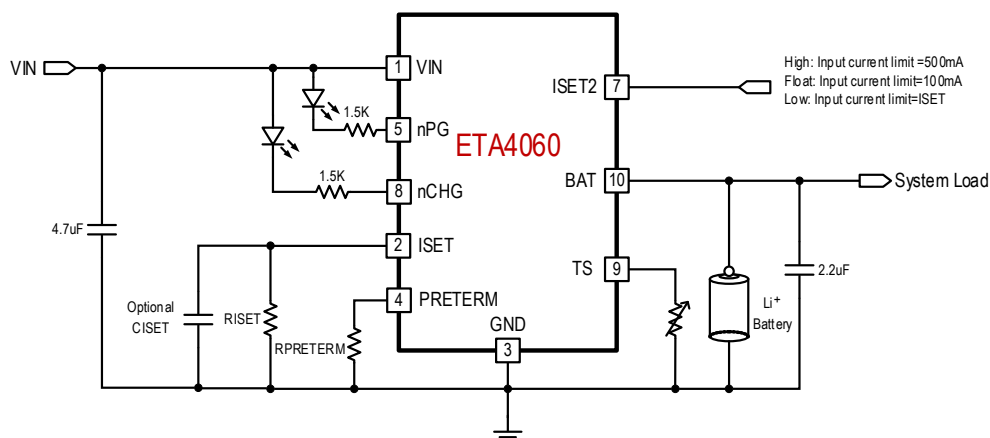 VIN
1
VIN
1.5K
5
nPG
1.5K
8
nCHG
ETA4060
4.7uF
2
ISET
4
PRETERM
Optional
CISET
RISET
RPRETERM
GND
3
ISET2
7
High: Input current limit =500mA
Float: Input current limit=100mA
Low: Input current limit=ISET
BAT
10
System Load
TS
9
Li+
Battery
2.2uF